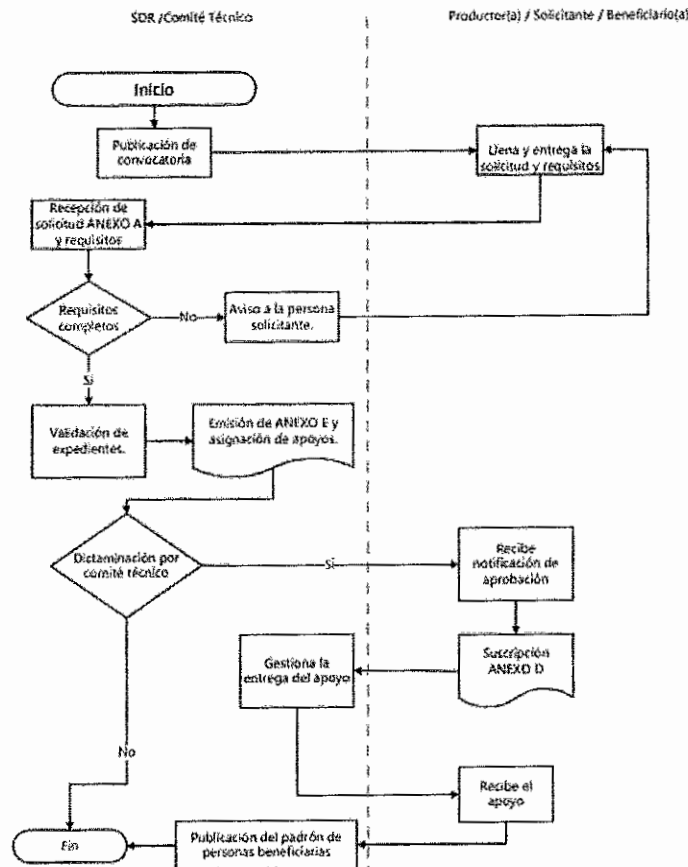 SDR /Comité Técnico
Productor(a) / Solicitante / Beneficiario(a)
Inicio
Publicación de
convocatoria
Llena y entrega la
solicitud y requisitos
Recepción de
solicitud ANEXO A
y requisitos
Requisitos
completos
No
Aviso a la persona
solicitante.
Si
Validación de
expedientes.
Emisión de ANEXO E y
asignación de apoyos.
Dictaminación por
comité técnico
Si
Recibe
notificación de
aprobación
Suscripción
ANEXO D
Gestiona la
entrega del apoyo
No
Recibe el
apoyo
Publicación del padrón de
personas beneficiarias
Fin